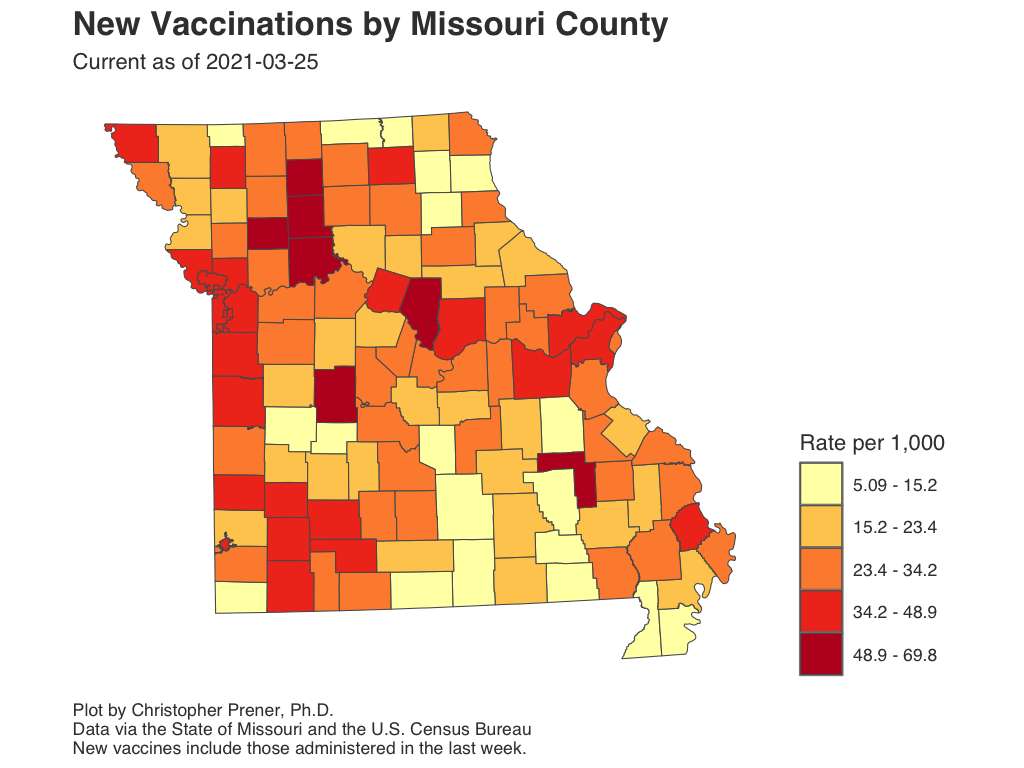 New Vaccinations by Missouri County
Current as of 2021-03-25
Rate per 1,000
5.09 - 15.2
15.2 - 23.4
23.4 - 34.2
34.2 - 48.9
48.9 - 69.8
Plot by Christopher Prener, Ph.D.
Data via the State of Missouri and the U.S. Census Bureau
New vaccines include those administered in the last week.